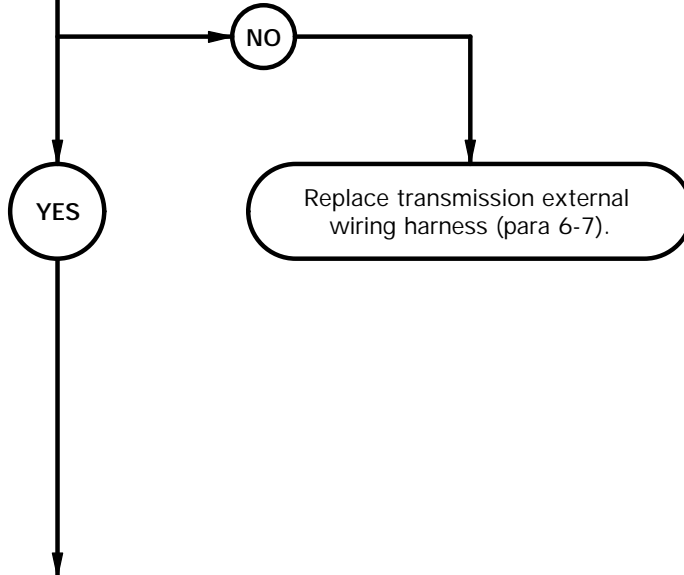 NO
YES
Replace transmission external
wiring harness (para 6-7).